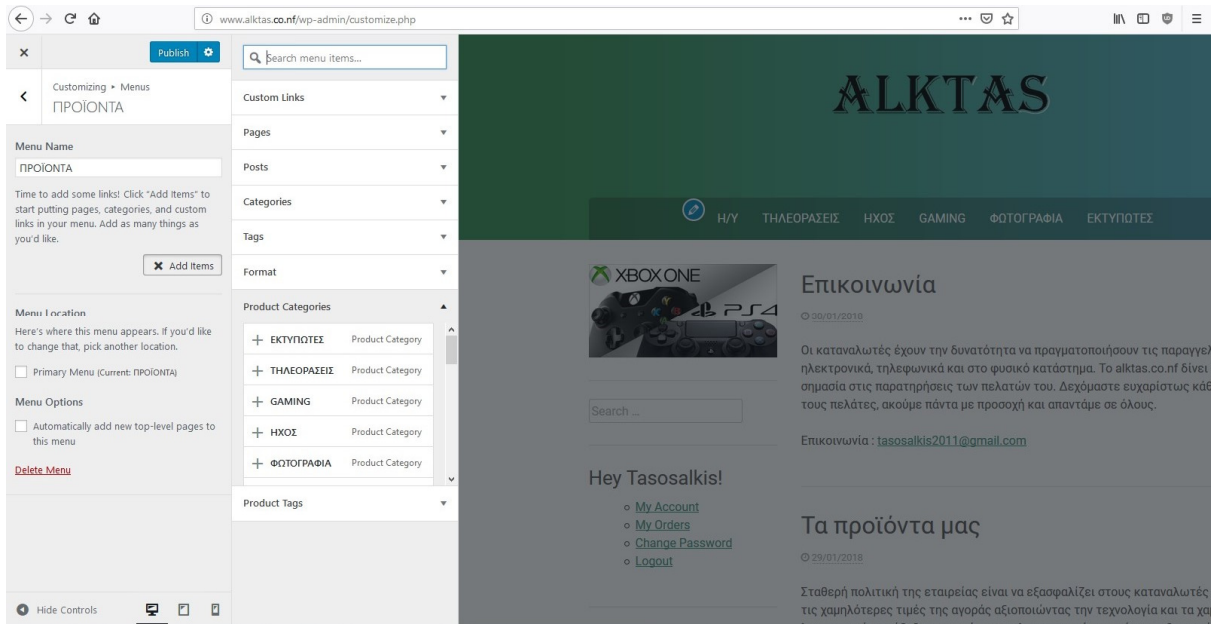 www.alktas.co.nf/wp-admin/customize.php
Publish
Customizing ▸ Menus
ΠΡΟΪΟΝΤΑ
Menu Name
ΠΡΟΪΟΝΤΑ
Time to add some links! Click "Add Items" to
start putting pages, categories, and custom
links in your menu. Add as many things as
you'd like.
Add Items
Menu Location
Here's where this menu appears. If you'd like
to change that, pick another location.
Primary Menu (Current: ΠΡΟΪΟΝΤΑ)
Menu Options
Automatically add new top-level pages to
this menu
Delete Menu
Hide Controls
Search menu items...
Custom Links
Pages
Posts
Categories
Tags
Format
Product Categories
ΕΚΤΥΠΩΤΕΣ Product Category
ΤΗΛΕΟΡΑΣΕΙΣ Product Category
GAMING Product Category
ΗΧΟΣ Product Category
ΦΩΤΟΓΡΑΦΙΑ Product Category
Product Tags
ALKTAS
Η/Υ ΤΗΛΕΟΡΑΣΕΙΣ ΗΧΟΣ GAMING ΦΩΤΟΓΡΑΦΙΑ ΕΚΤΥΠΩΤΕΣ
XBOX ONE
PS4
Search ...
Hey Tasosalkis!
My Account
My Orders
Change Password
Logout
Επικοινωνία
30/01/2018
Οι καταναλωτές έχουν την δυνατότητα να πραγματοποιήσουν τις
ηλεκτρονικά, τηλεφωνικά και στο φυσικό κατάστημα. Το alktas.co.nf δίνει
σημασία στις παρατηρήσεις των πελατών του. Δεχόμαστε ευχαρίστως
τους πελάτες, ακούμε πάντα με προσοχή και απαντάμε σε όλους.
Επικοινωνία : tasosalkis2011@gmail.com
Τα προϊόντα μας
29/01/2018
Σταθερή πολιτική της εταιρείας είναι να εξασφαλίζει στους καταναλωτές
τις χαμηλότερες τιμές της αγοράς αξιοποιώντας την τεχνολογία και τα